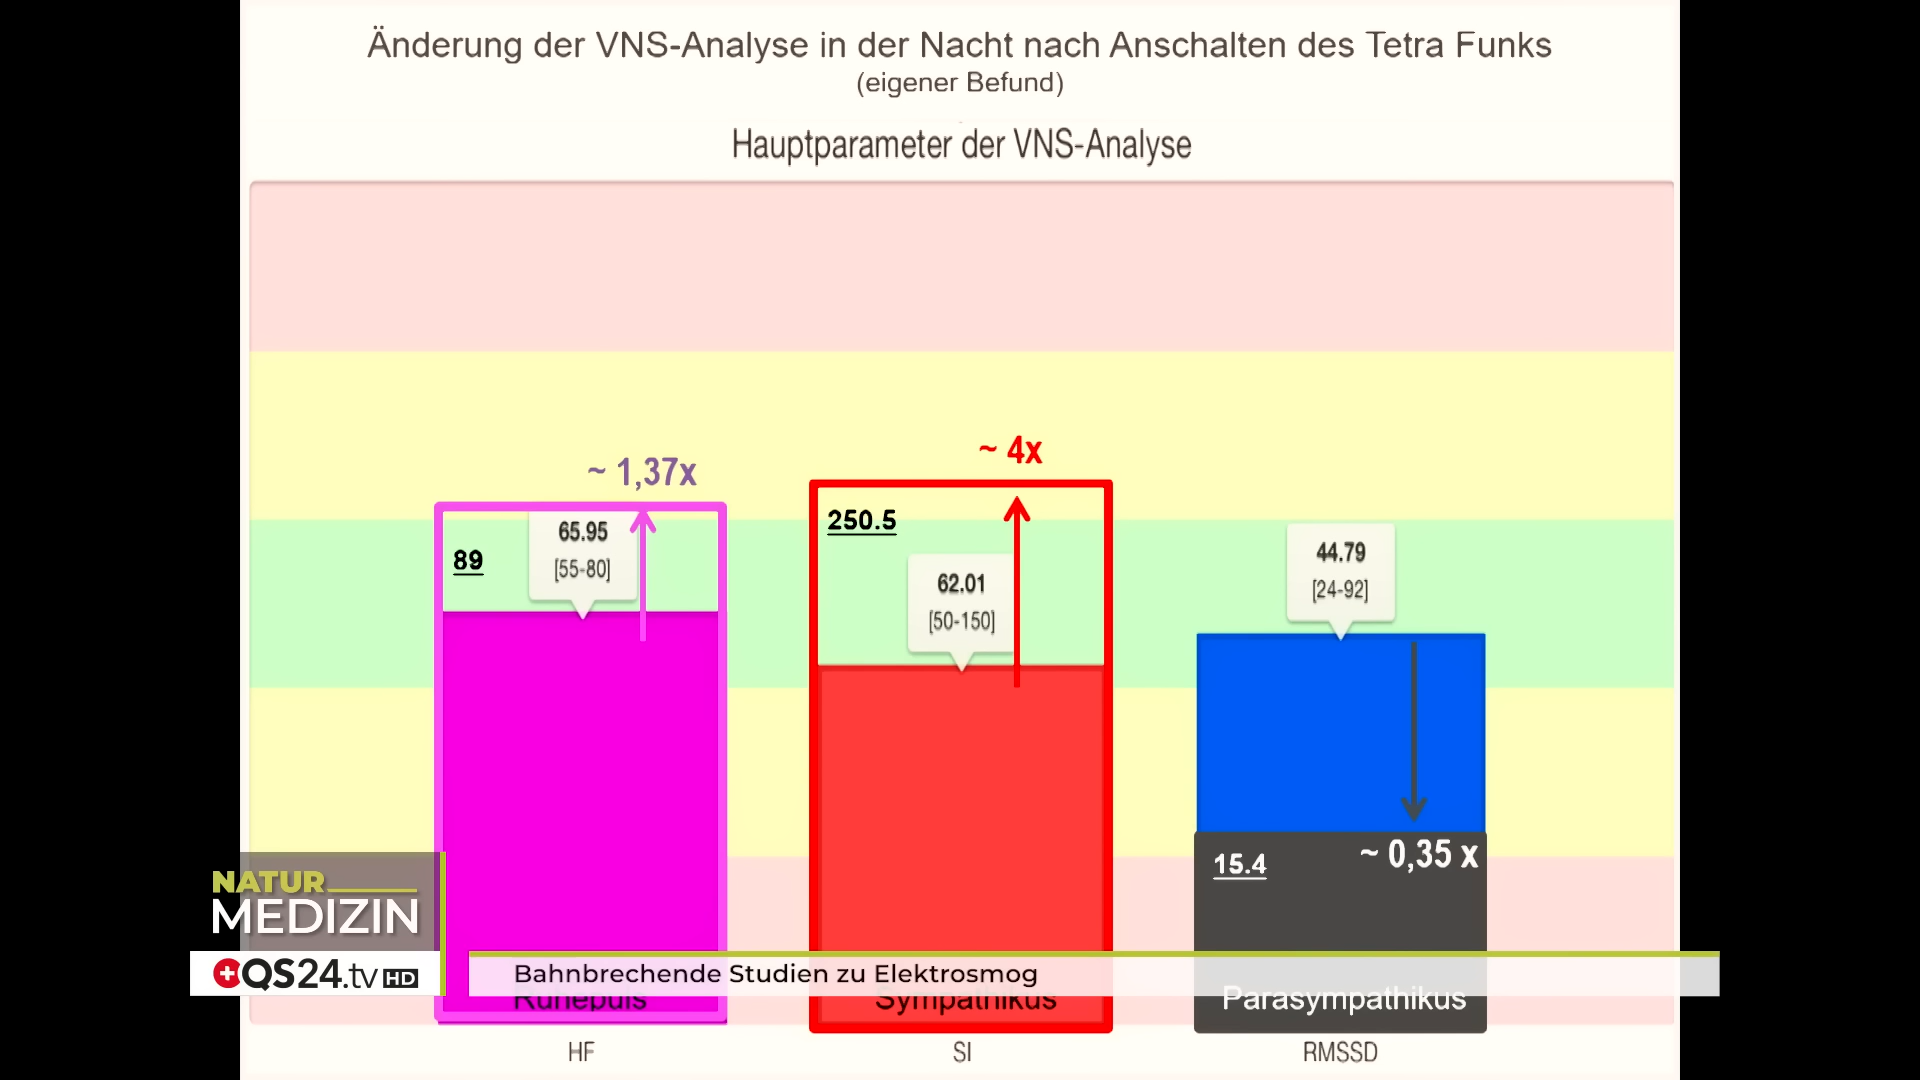 Änderung der VNS-Analyse in der Nacht nach Anschalten des Tetra Funks
(eigener Befund)
Hauptparameter der VNS-Analyse
~ 1,37x
~ 4x
89
65.95
[55-80]
250.5
62.01
[50-150]
44.79
[24-92]
15.4
~ 0,35 x
NATUR
MEDIZIN
QS24.tv HD
Bahnbrechende Studien zu Elektrosmog
Ruhepuls
Sympathikus
Parasympathikus
HF
SI
RMSSD